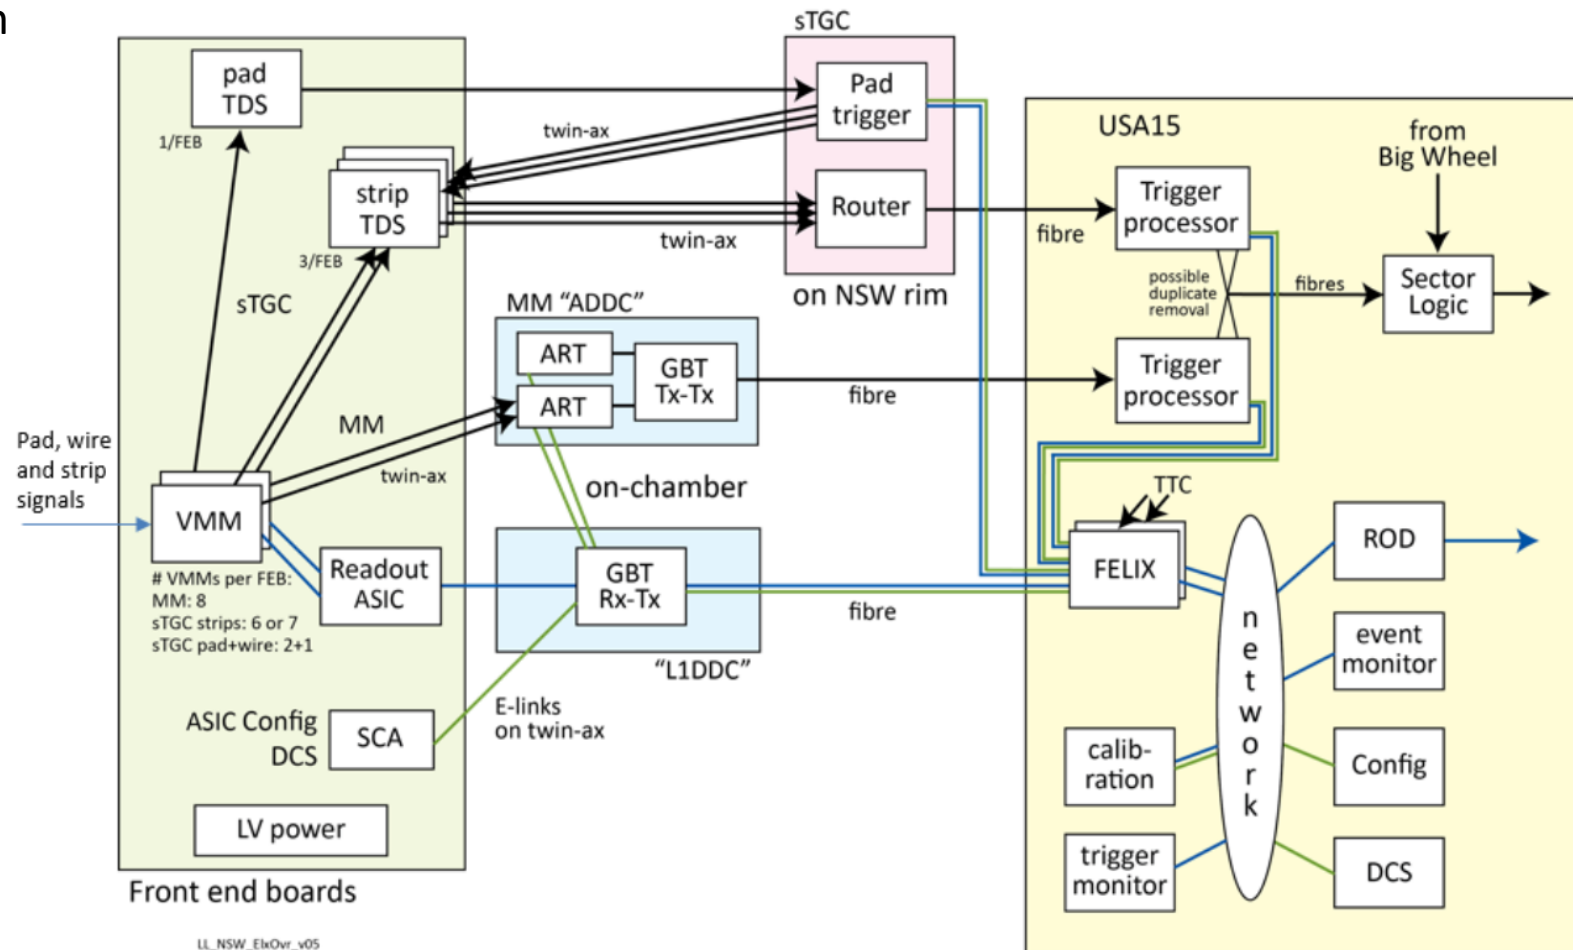 n
sTGC
pad
TDS
1/FEB
Pad
trigger
twin-ax
strip
TDS
3/FEB
Router
twin-ax
on NSW rim
sTGC
USA15
from
Big Wheel
Trigger
processor
fibre
possible
duplicate
removal
fibres
Sector
Logic
MM “ADDC”
ART
ART
GBT
Tx-Tx
fibre
Trigger
processor
MM
twin-ax
on-chamber
Pad, wire
and strip
signals
VMM
# VMMs per FEB:
MM: 8
sTGC strips: 6 or 7
sTGC pad+wire: 2+1
Readout
ASIC
GBT
Rx-Tx
fibre
“L1DDC”
E-links
on twin-ax
ASIC Config
DCS
SCA
LV power
Front end boards
LL_NSW_ElxOvr_v05
TTC
FELIX
network
ROD
event
monitor
calib-
ration
Config
trigger
monitor
DCS